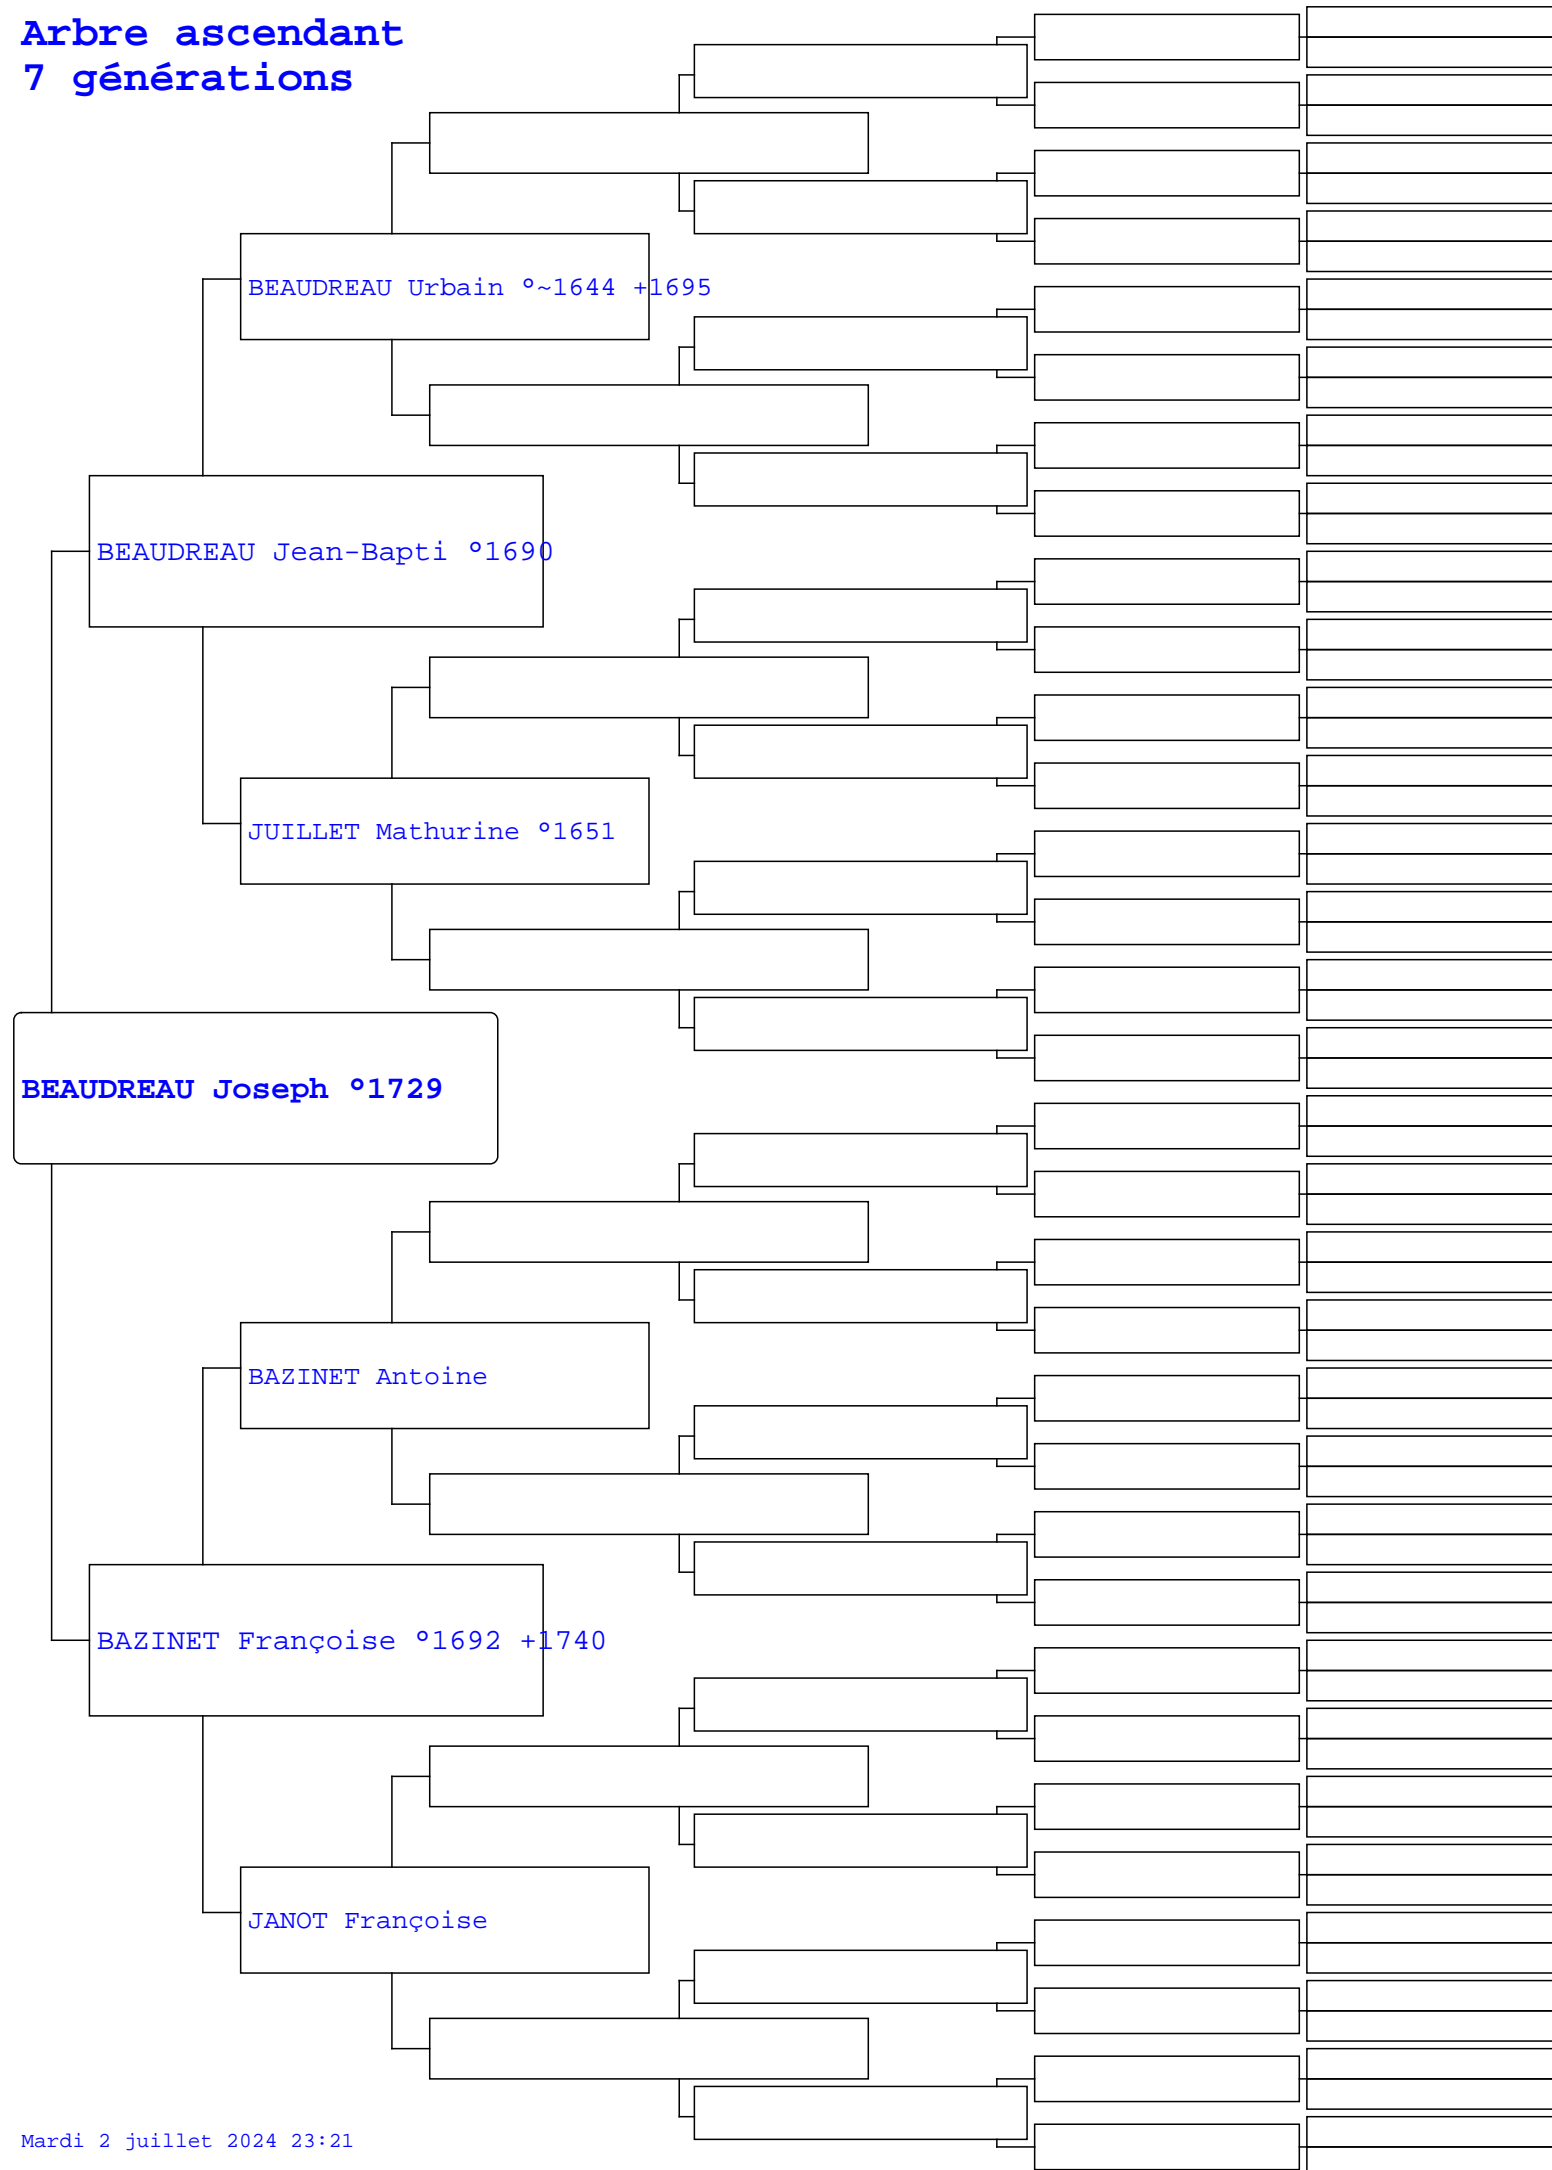 Arbre ascendant
7 générations
BEAUDREAU Urbain °~1644 +1695
BEAUDREAU Jean-Bapti °1690
JUILLET Mathurine °1651
BEAUDREAU Joseph °1729
BAZINET Antoine
BAZINET Françoise °1692 +1740
JANOT Françoise
Mardi 2 juillet 2024 23:21